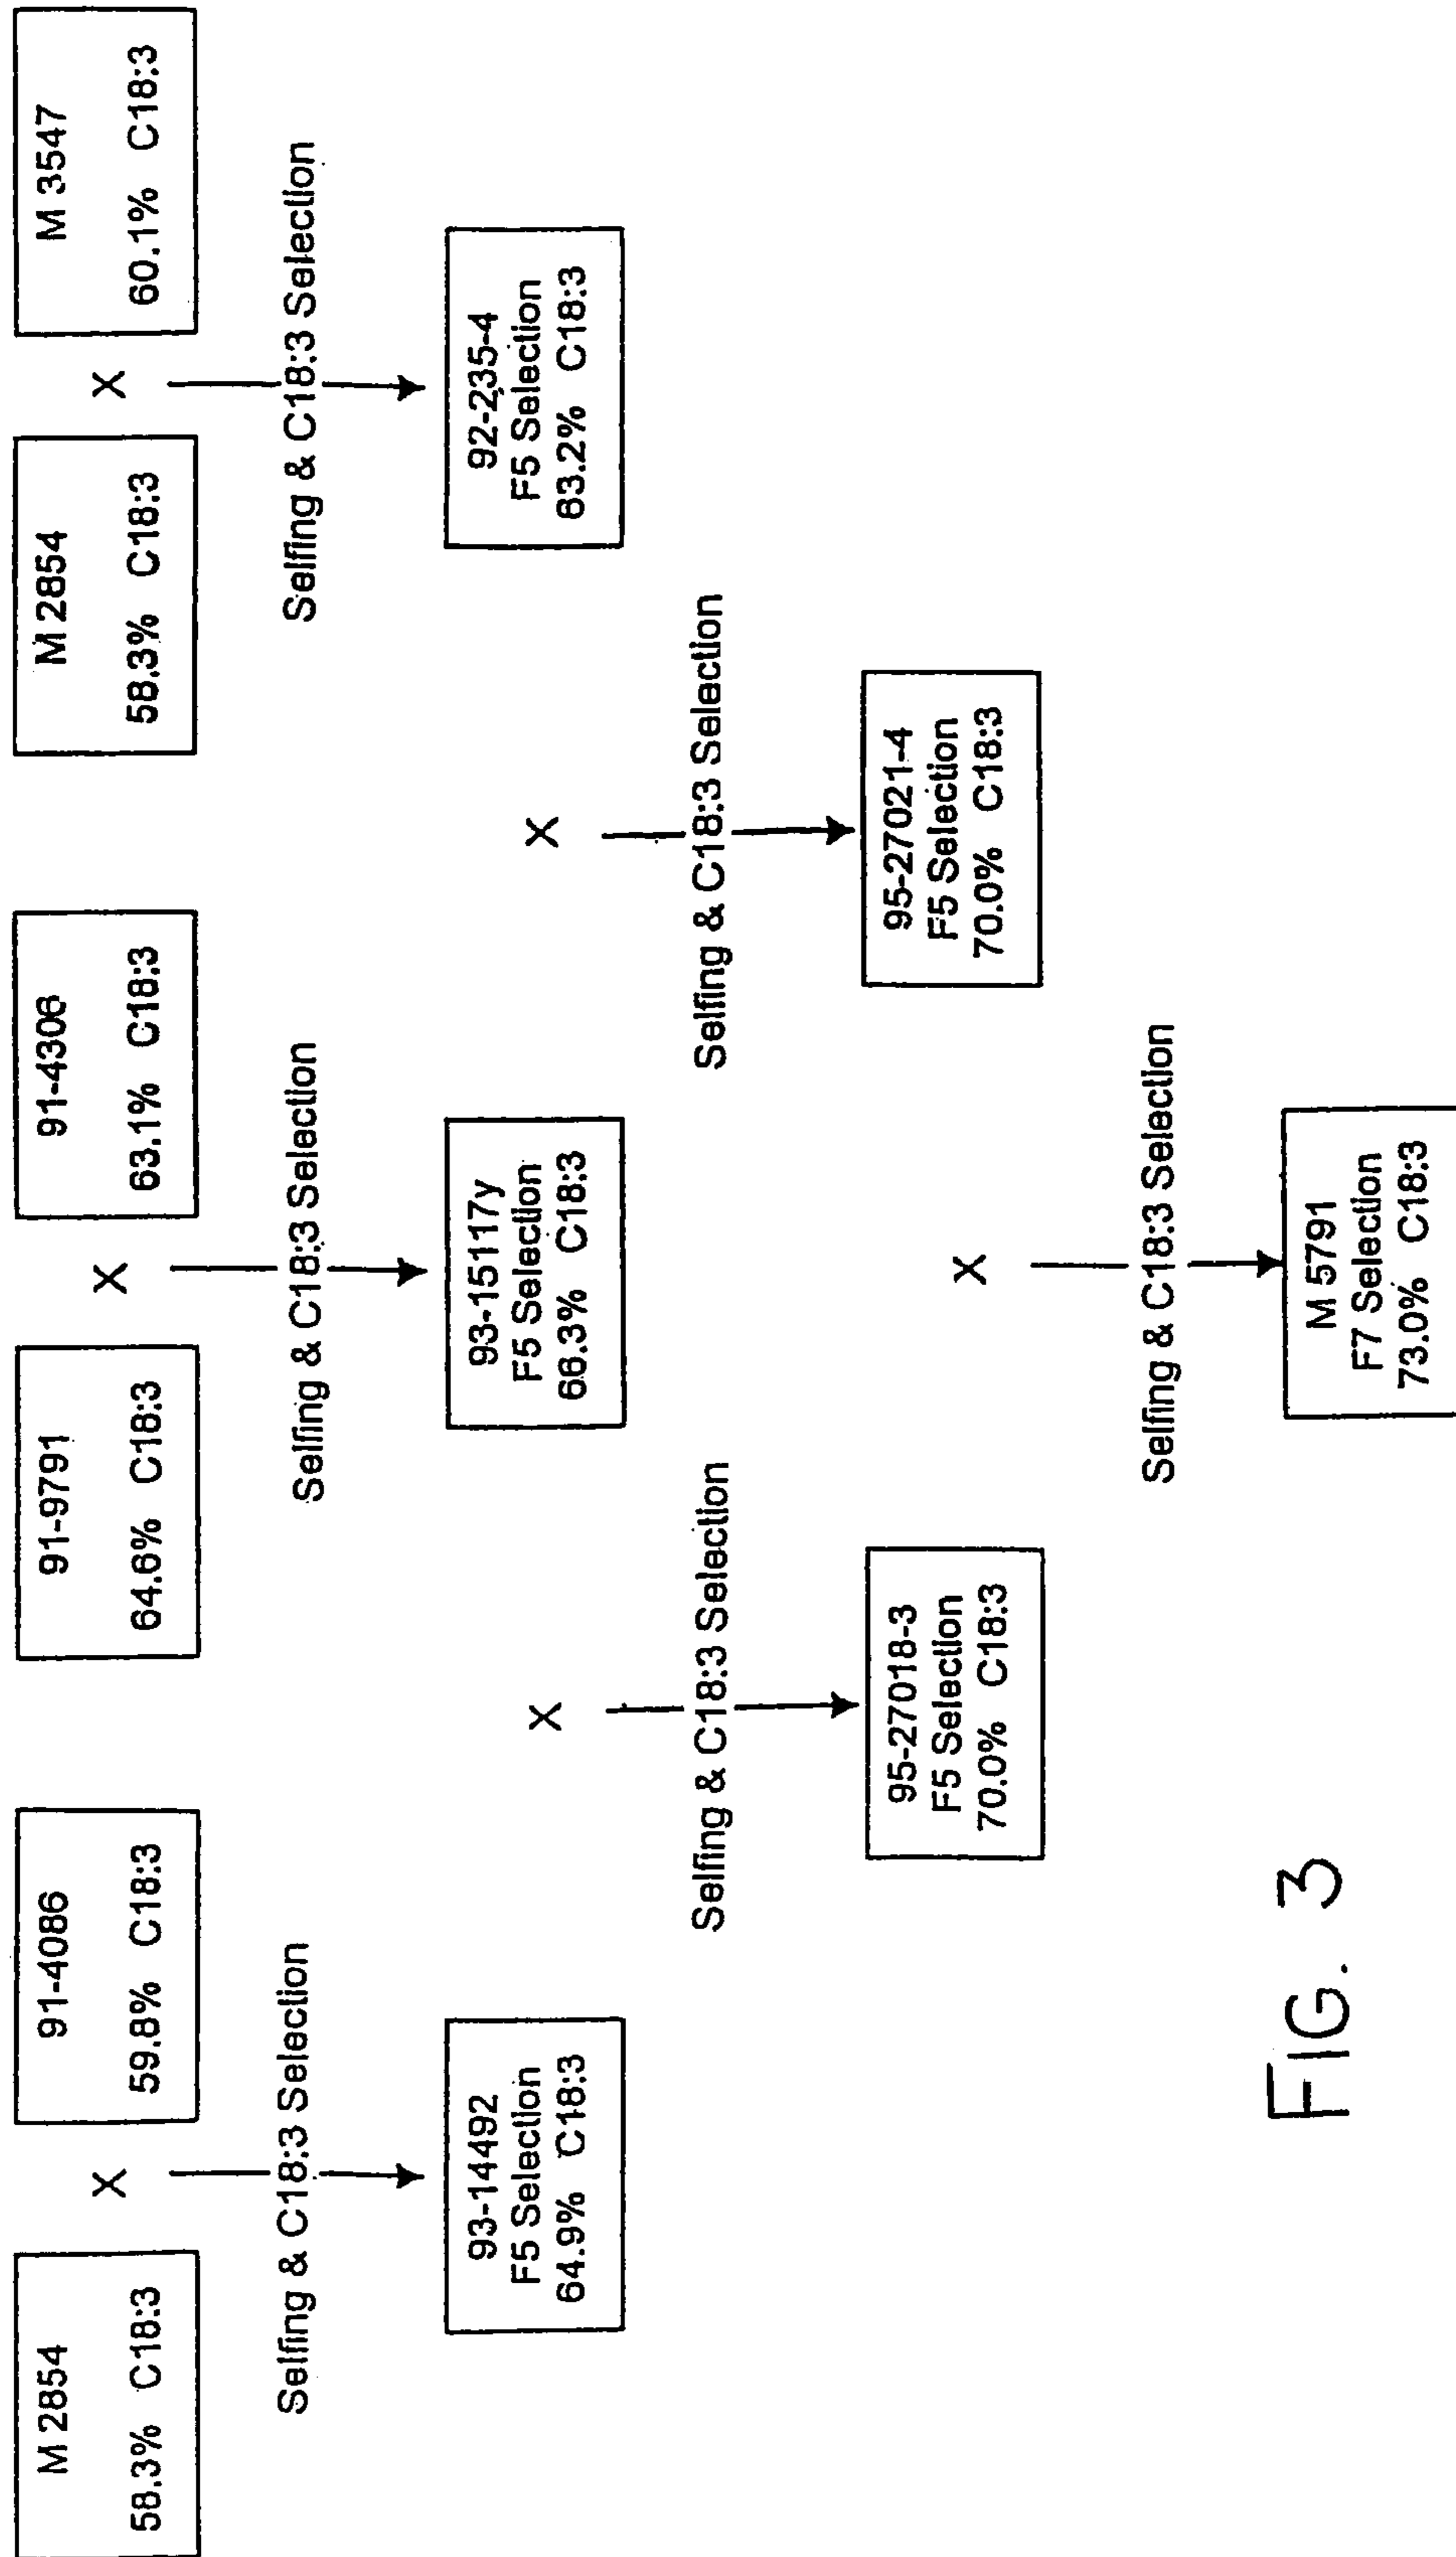 M 2854
58.3% C18:3
X
91-4086
59.8% C18:3
91-9791
64.6% C18:3
X
91-4306
63.1% C18:3
M 2854
58.3% C18:3
X
M 3547
60.1% C18:3
Selfing & C18:3 Selection
Selfing & C18:3 Selection
Selfing & C18:3 Selection
93-14492
F5 Selection
64.9% C18:3
X
93-15117y
F5 Selection
66.3% C18:3
X
92-235-4
F5 Selection
63.2% C18:3
Selfing & C18:3 Selection
Selfing & C18:3 Selection
95-27018-3
F5 Selection
70.0% C18:3
X
95-27021-4
F5 Selection
70.0% C18:3
Selfing & C18:3 Selection
M 5791
F7 Selection
73.0% C18:3
FIG. 3